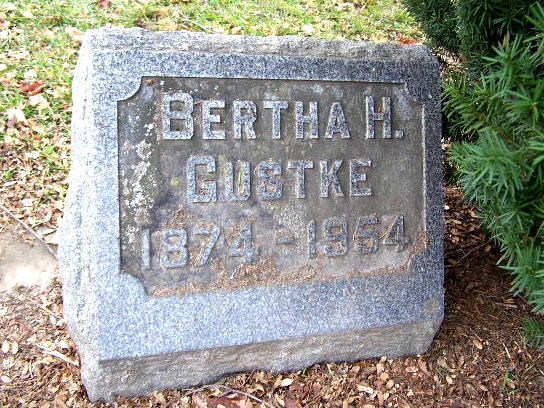 BERTHA H.
GUSTKE
1874 - 1954